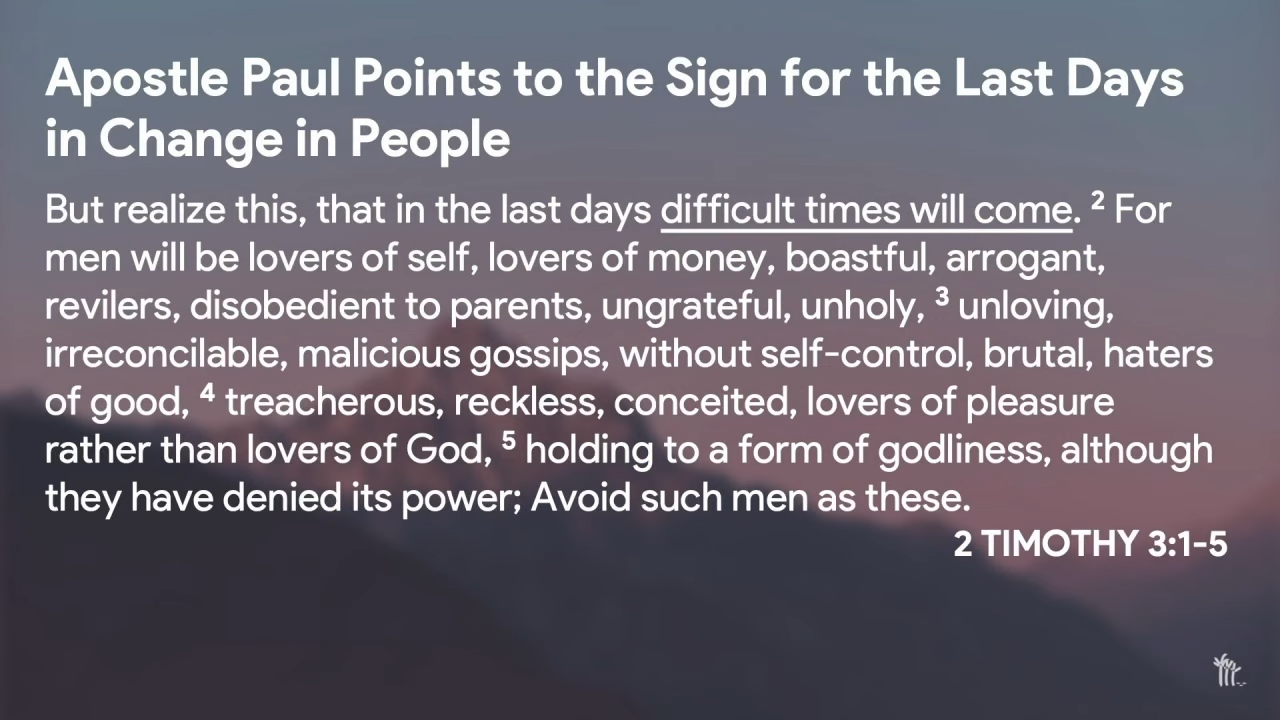 Apostle Paul Points to the Sign for the Last Days
in Change in People
But realize this, that in the last days difficult times will come. ² For
men will be lovers of self, lovers of money, boastful, arrogant,
revilers, disobedient to parents, ungrateful, unholy, ³ unloving,
irreconcilable, malicious gossips, without self-control, brutal, haters
of good, ⁴ treacherous, reckless, conceited, lovers of pleasure
rather than lovers of God, ⁵ holding to a form of godliness, although
they have denied its power; Avoid such men as these.
2 TIMOTHY 3:1-5